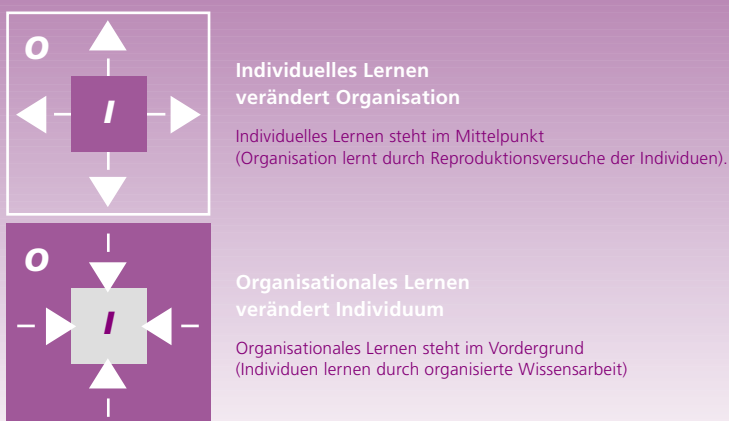 O
I
Individuelles Lernen
verändert Organisation
Individuelles Lernen steht im Mittelpunkt
(Organisation lernt durch Reproduktionsversuche der Individuen).
O
I
Organisationales Lernen
verändert Individuum
Organisationales Lernen steht im Vordergrund
(Individuen lernen durch organisierte Wissensarbeit)